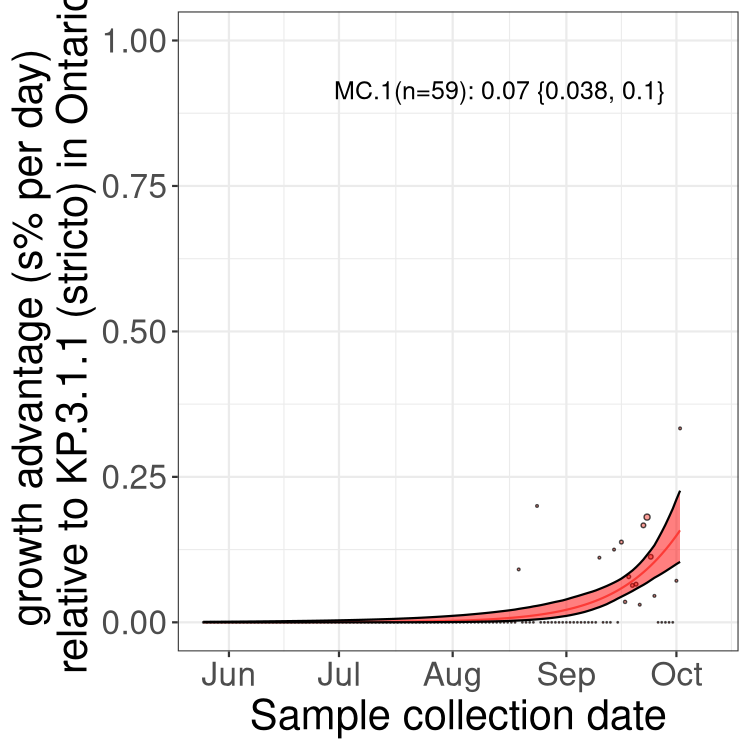 growth advantage (s% per day)
relative to KP.3.1.1 (stricto) in Ontario
1.00
0.75
0.50
0.25
0.00
MC.1(n=59): 0.07 {0.038, 0.1}
Jun Jul Aug Sep Oct
Sample collection date